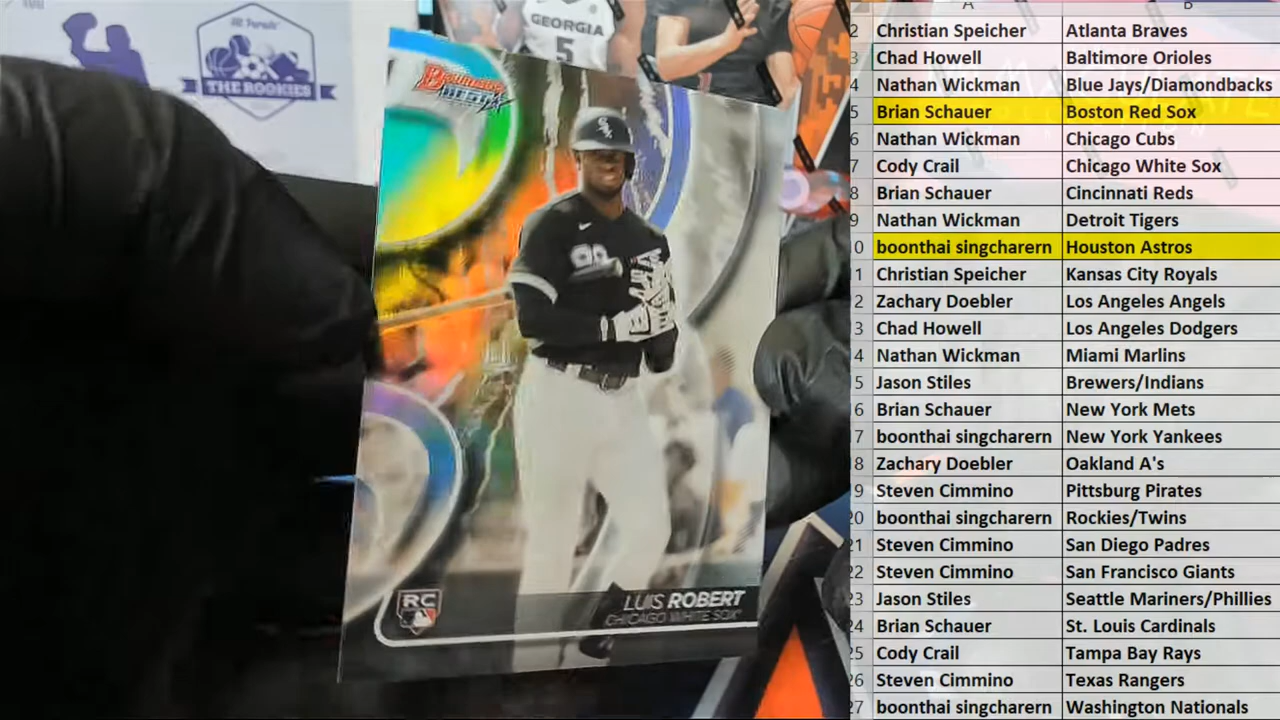 Hit Parade
THE ROOKIES
GEORGIA
5
Bowman's
BEST
RC
LUIS ROBERT
CHICAGO WHITE SOX
A B
2 Christian Speicher Atlanta Braves
3 Chad Howell Baltimore Orioles
4 Nathan Wickman Blue Jays/Diamondbacks
5 Brian Schauer Boston Red Sox
6 Nathan Wickman Chicago Cubs
7 Cody Crail Chicago White Sox
8 Brian Schauer Cincinnati Reds
9 Nathan Wickman Detroit Tigers
10 boonthai singcharern Houston Astros
11 Christian Speicher Kansas City Royals
12 Zachary Doebler Los Angeles Angels
13 Chad Howell Los Angeles Dodgers
14 Nathan Wickman Miami Marlins
15 Jason Stiles Brewers/Indians
16 Brian Schauer New York Mets
17 boonthai singcharern New York Yankees
18 Zachary Doebler Oakland A's
19 Steven Cimmino Pittsburg Pirates
20 boonthai singcharern Rockies/Twins
21 Steven Cimmino San Diego Padres
22 Steven Cimmino San Francisco Giants
23 Jason Stiles Seattle Mariners/Phillies
24 Brian Schauer St. Louis Cardinals
25 Cody Crail Tampa Bay Rays
26 Steven Cimmino Texas Rangers
27 boonthai singcharern Washington Nationals